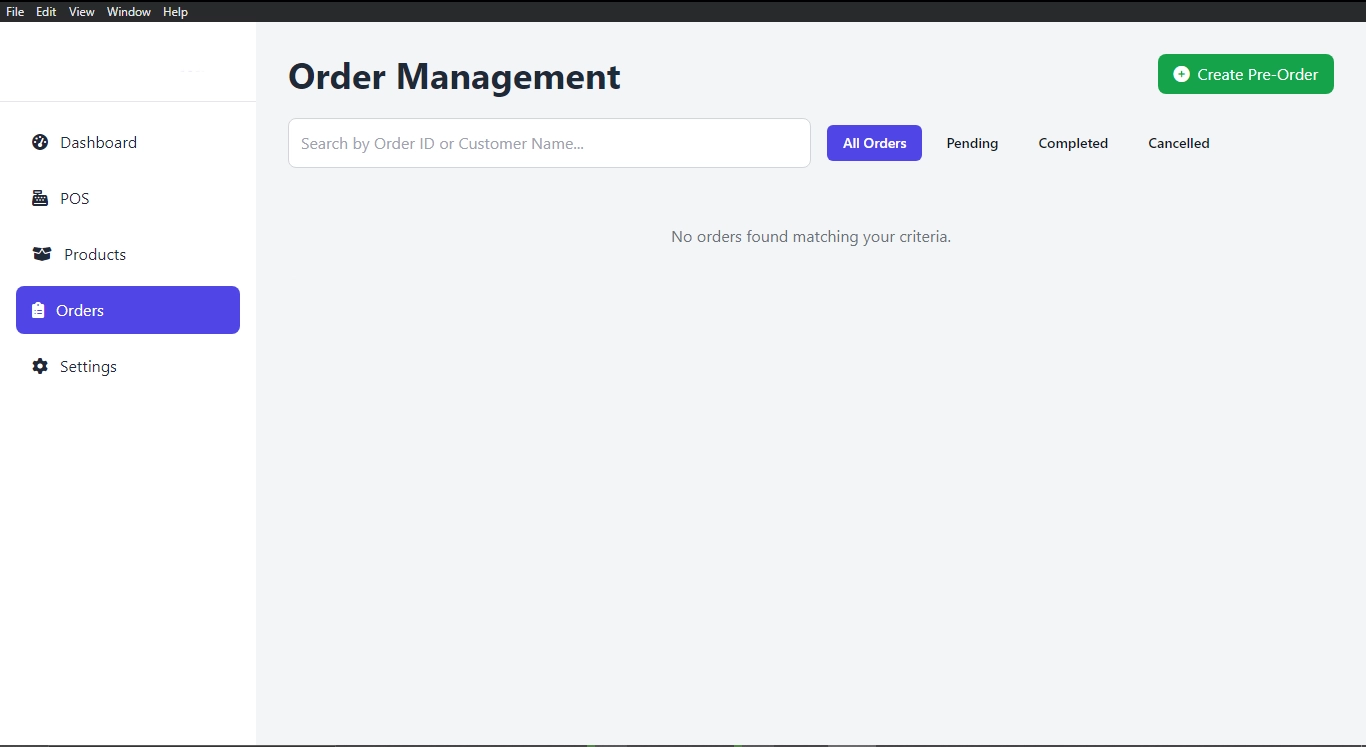 File Edit View Window Help
Order Management
Create Pre-Order
Search by Order ID or Customer Name...
All Orders
Pending
Completed
Cancelled
Dashboard
POS
Products
Orders
Settings
No orders found matching your criteria.